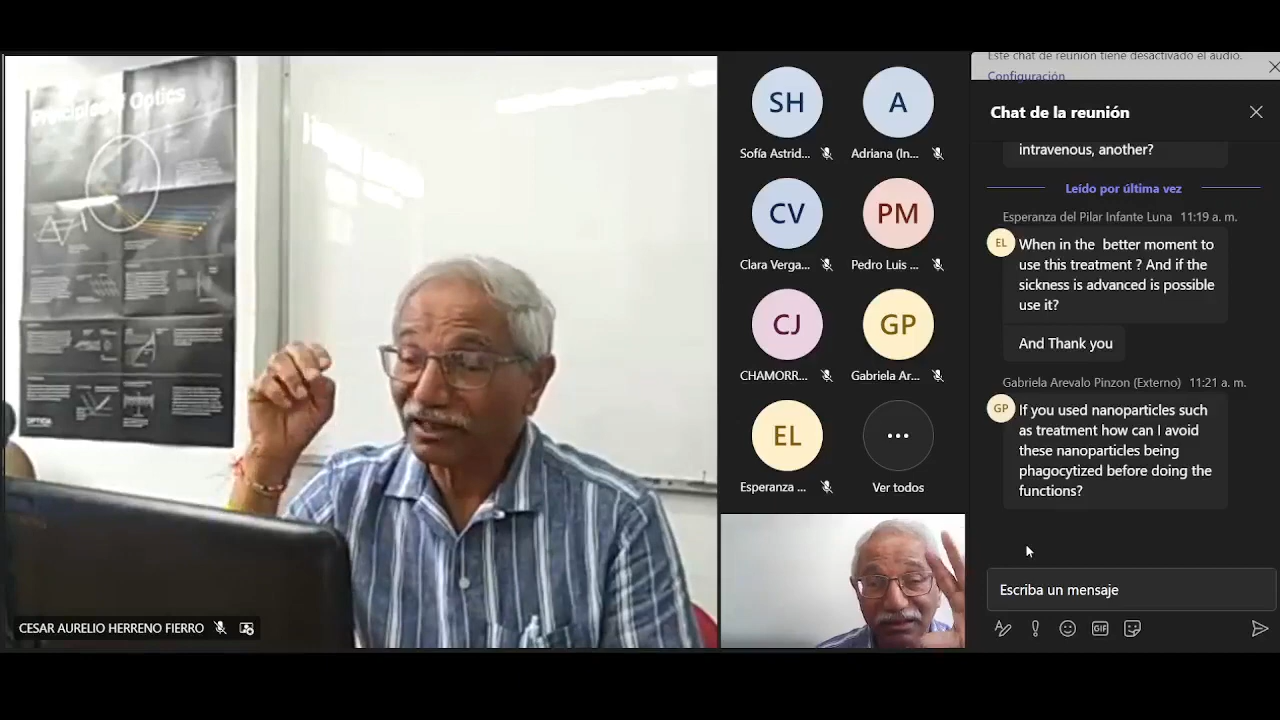 Principles of Optics
OPTICA
CESAR AURELIO HERRENO FIERRO
SH
A
Sofía Astrid...
Adriana (In...
CV
PM
Clara Verga...
Pedro Luis ...
CJ
GP
CHAMORR...
Gabriela Ar...
EL
...
Esperanza ...
Ver todos
Este chat de reunión tiene desactivado el audio.
Configuración
Chat de la reunión
intravenous, another?
Leído por última vez
Esperanza del Pilar Infante Luna 11:19 a. m.
EL
When in the better moment to
use this treatment ? And if the
sickness is advanced is possible
use it?
And Thank you
Gabriela Arevalo Pinzon (Externo) 11:21 a. m.
GP
If you used nanoparticles such
as treatment how can I avoid
these nanoparticles being
phagocytized before doing the
functions?
Escriba un mensaje
GIF